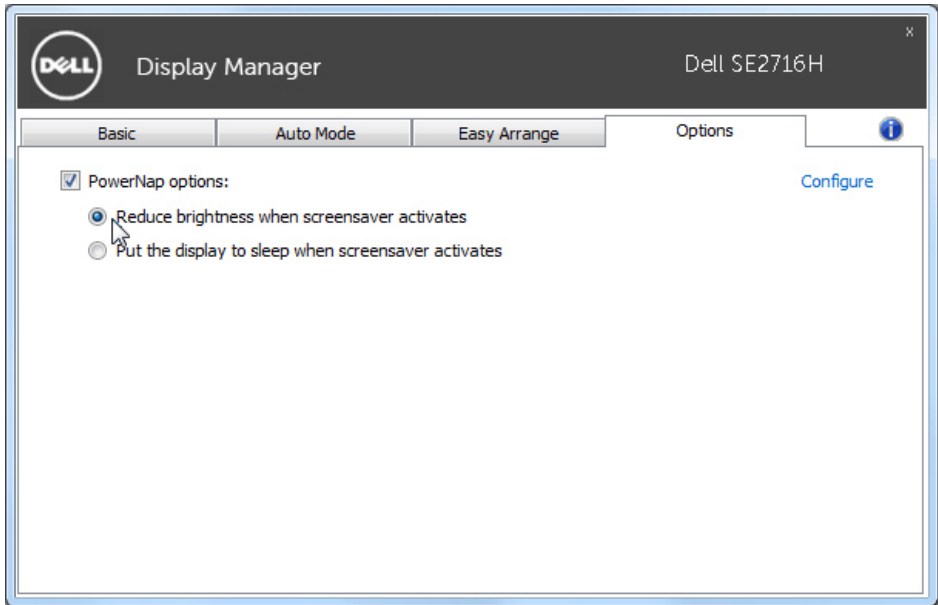 x
DELL Display Manager Dell SE2716H
Basic Auto Mode Easy Arrange Options i
PowerNap options: Configure
Reduce brightness when screensaver activates
Put the display to sleep when screensaver activates